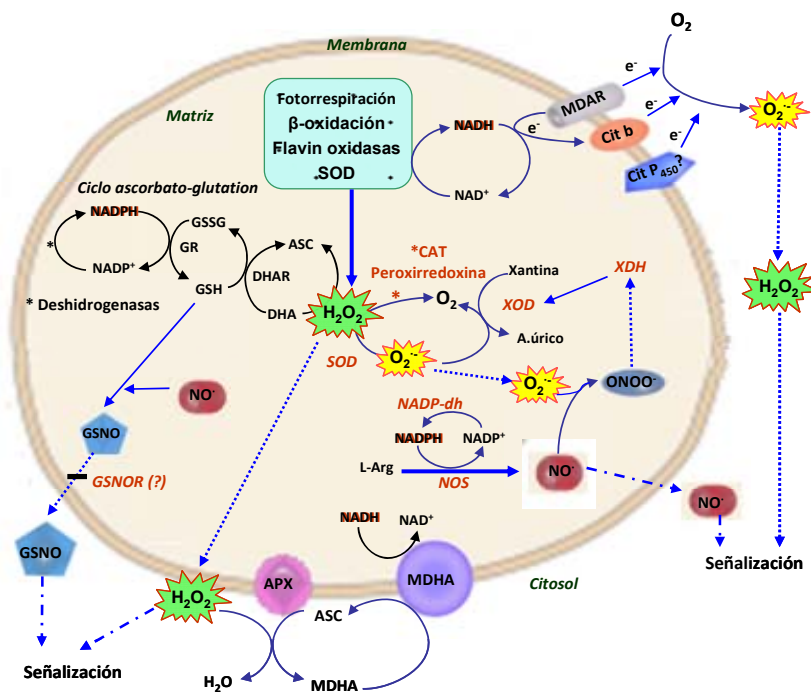 O2
Membrana
e-
MDAR
Matriz
Fotorrespitación
β-oxidación*
Flavin oxidasas
*SOD *
NADH
e-
e-
Cit b
O2·-
e-
Cit P450?
NAD+
Ciclo ascorbato-glutation
NADPH
GSSG
ASC
GR
*
NADP+
GSH
DHAR
*CAT
Peroxirredoxina
Xantina
XDH
H2O2
* Deshidrogenasas
DHA
H2O2
*
O2
XOD
A.úrico
SOD
O2·-
O2·-
ONOO-
NO·
GSNO
NADP-dh
NADPH
NADP+
L-Arg
NOS
NO·
GSNOR (?)
NO·
NADH
NAD+
GSNO
Señalización
APX
MDHA
Citosol
H2O2
ASC
Señalización
H2O
MDHA